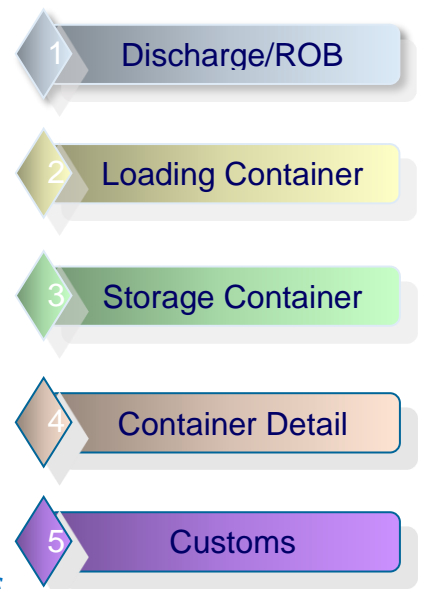 1 Discharge/ROB
2 Loading Container
3 Storage Container
4 Container Detail
5 Customs